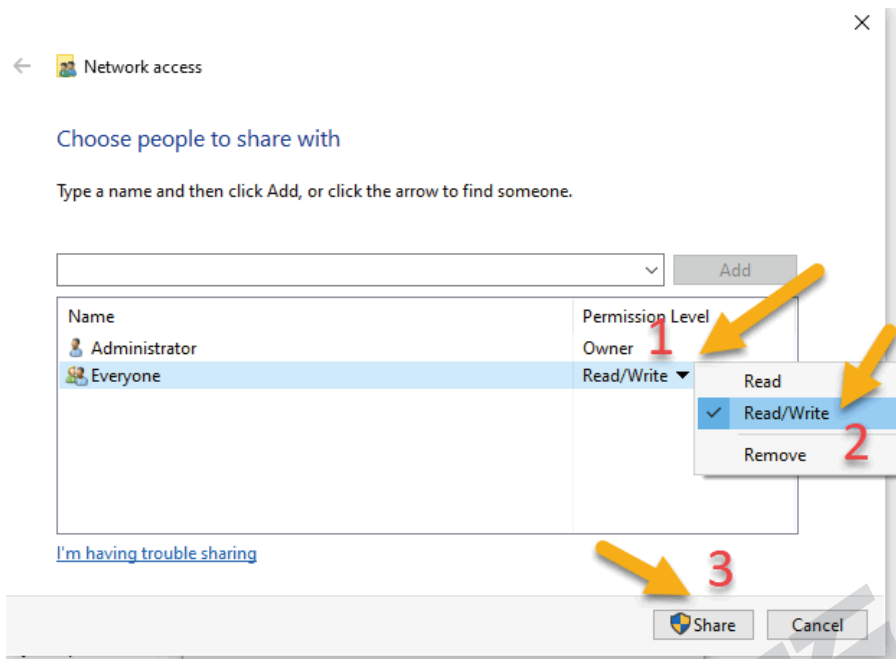 Network access
Choose people to share with
Type a name and then click Add, or click the arrow to find someone.
Add
Name Permission Level
Administrator Owner 1
Everyone Read/Write
Read
Read/Write
2
Remove
I'm having trouble sharing
3
Share Cancel